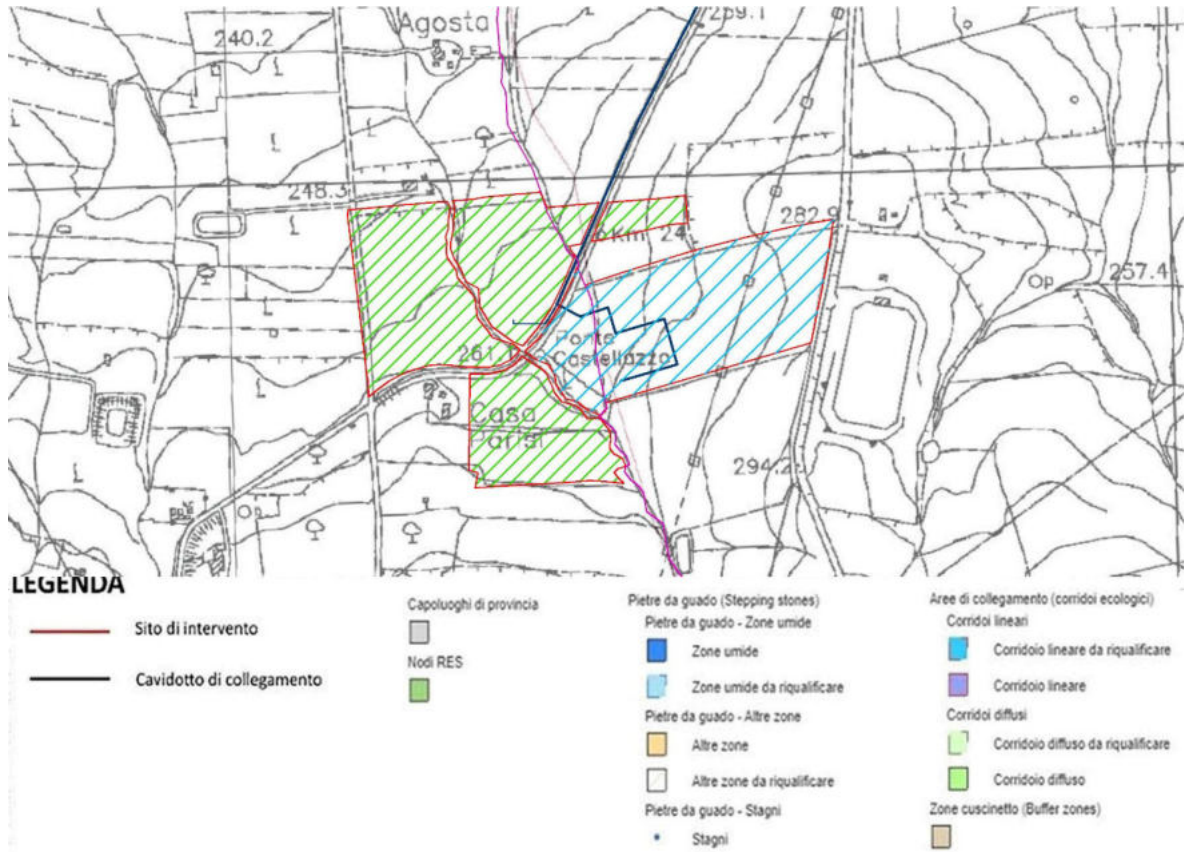 Agosta
259.1
240.2
248.3
282.9
Km 24
257.4
Op
Ponte
261.1
Castellazzo
Casa
Parisi
294.2
pp
Op
LEGENDA
Sito di intervento
Cavidotto di collegamento
Capoluoghi di provincia
Nodi RES
Pietre da guado (Stepping stones)
Pietre da guado - Zone umide
Zone umide
Zone umide da riqualificare
Pietre da guado - Altre zone
Altre zone
Altre zone da riqualificare
Pietre da guado - Stagni
Stagni
Aree di collegamento (corridoi ecologici)
Corridoi lineari
Corridoio lineare da riqualificare
Corridoio lineare
Corridoi diffusi
Corridoio diffuso da riqualificare
Corridoio diffuso
Zone cuscinetto (Buffer zones)